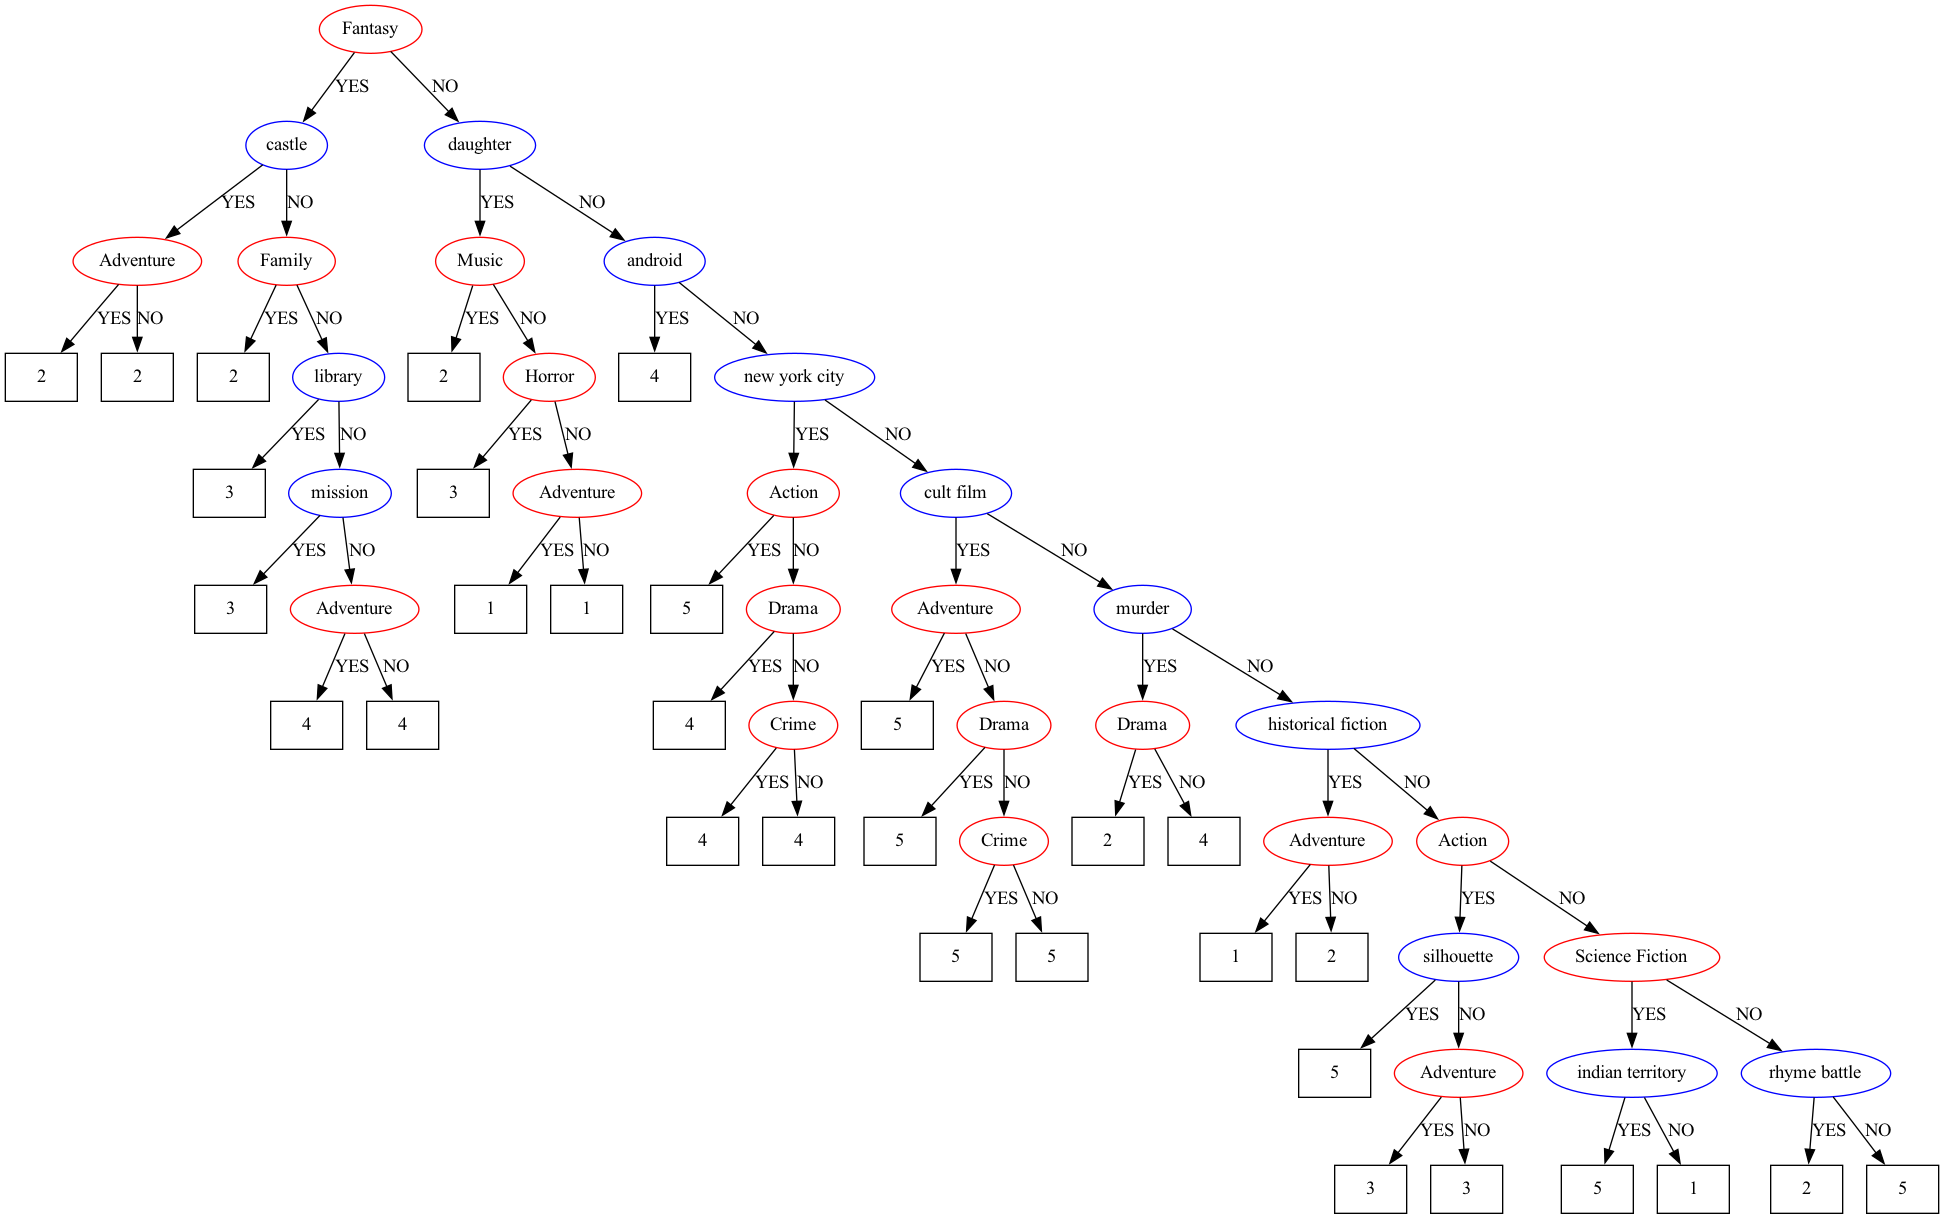 Fantasy
YES NO
castle daughter
YES NO YES NO
Adventure Family Music android
YES NO YES NO YES NO YES NO
2 2 2 library 2 Horror 4 new york city
YES NO YES NO YES NO
3 mission 3 Adventure Action cult film
YES NO YES NO YES NO YES NO
3 Adventure 1 1 5 Drama Adventure murder
YES NO YES NO YES NO YES NO
4 4 4 Crime 5 Drama Drama historical fiction
YES NO YES NO YES NO YES NO
4 4 5 Crime 2 4 Adventure Action
YES NO YES NO YES NO
5 5 1 2 silhouette Science Fiction
YES NO YES NO
5 Adventure indian territory rhyme battle
YES NO YES NO YES NO
3 3 5 1 2 5